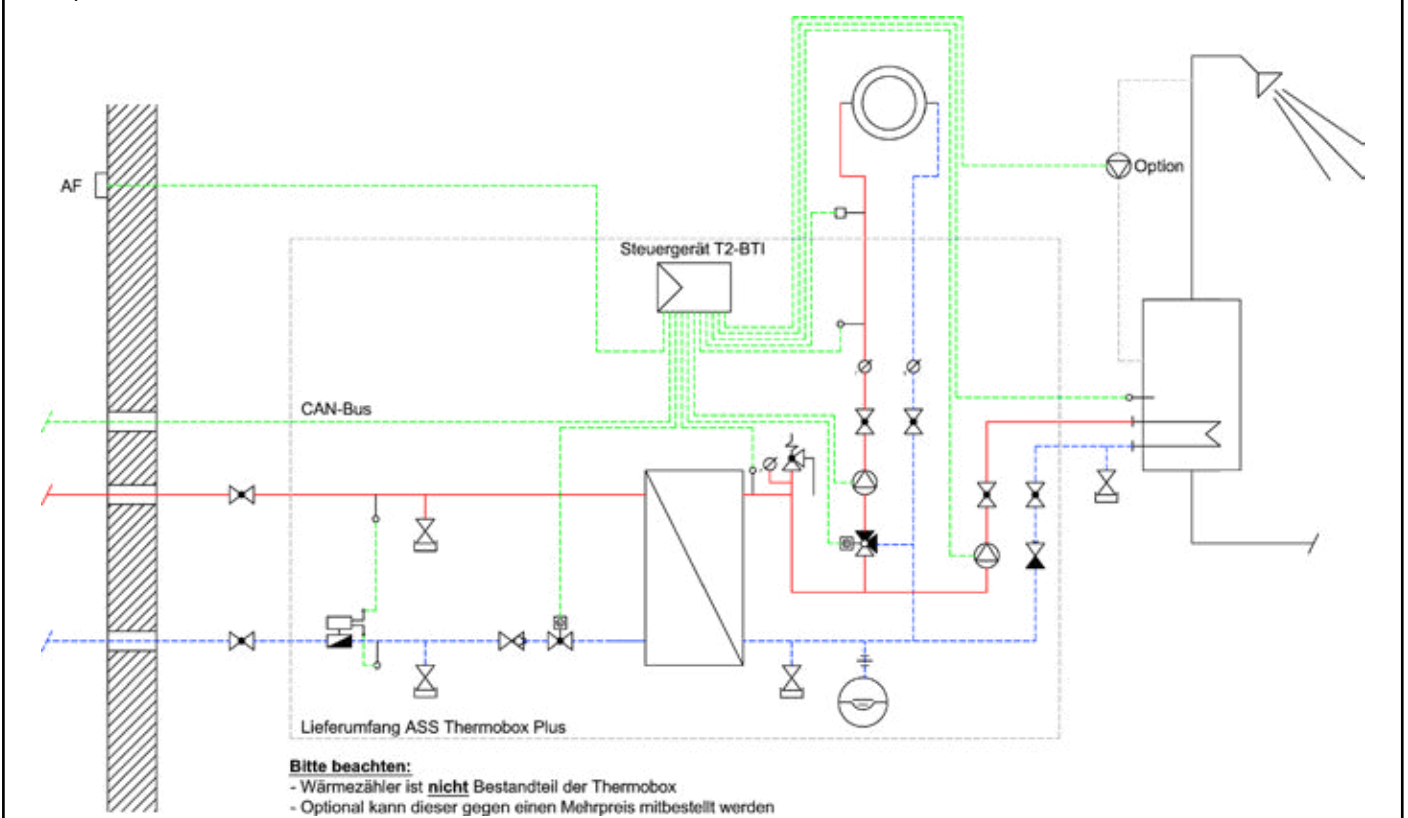 AF
Option
Steuergerät T2-BTI
CAN-Bus
Lieferumfang ASS Thermobox Plus
Bitte beachten:
- Wärmezähler ist nicht Bestandteil der Thermobox
- Optional kann dieser gegen einen Mehrpreis mitbestellt werden